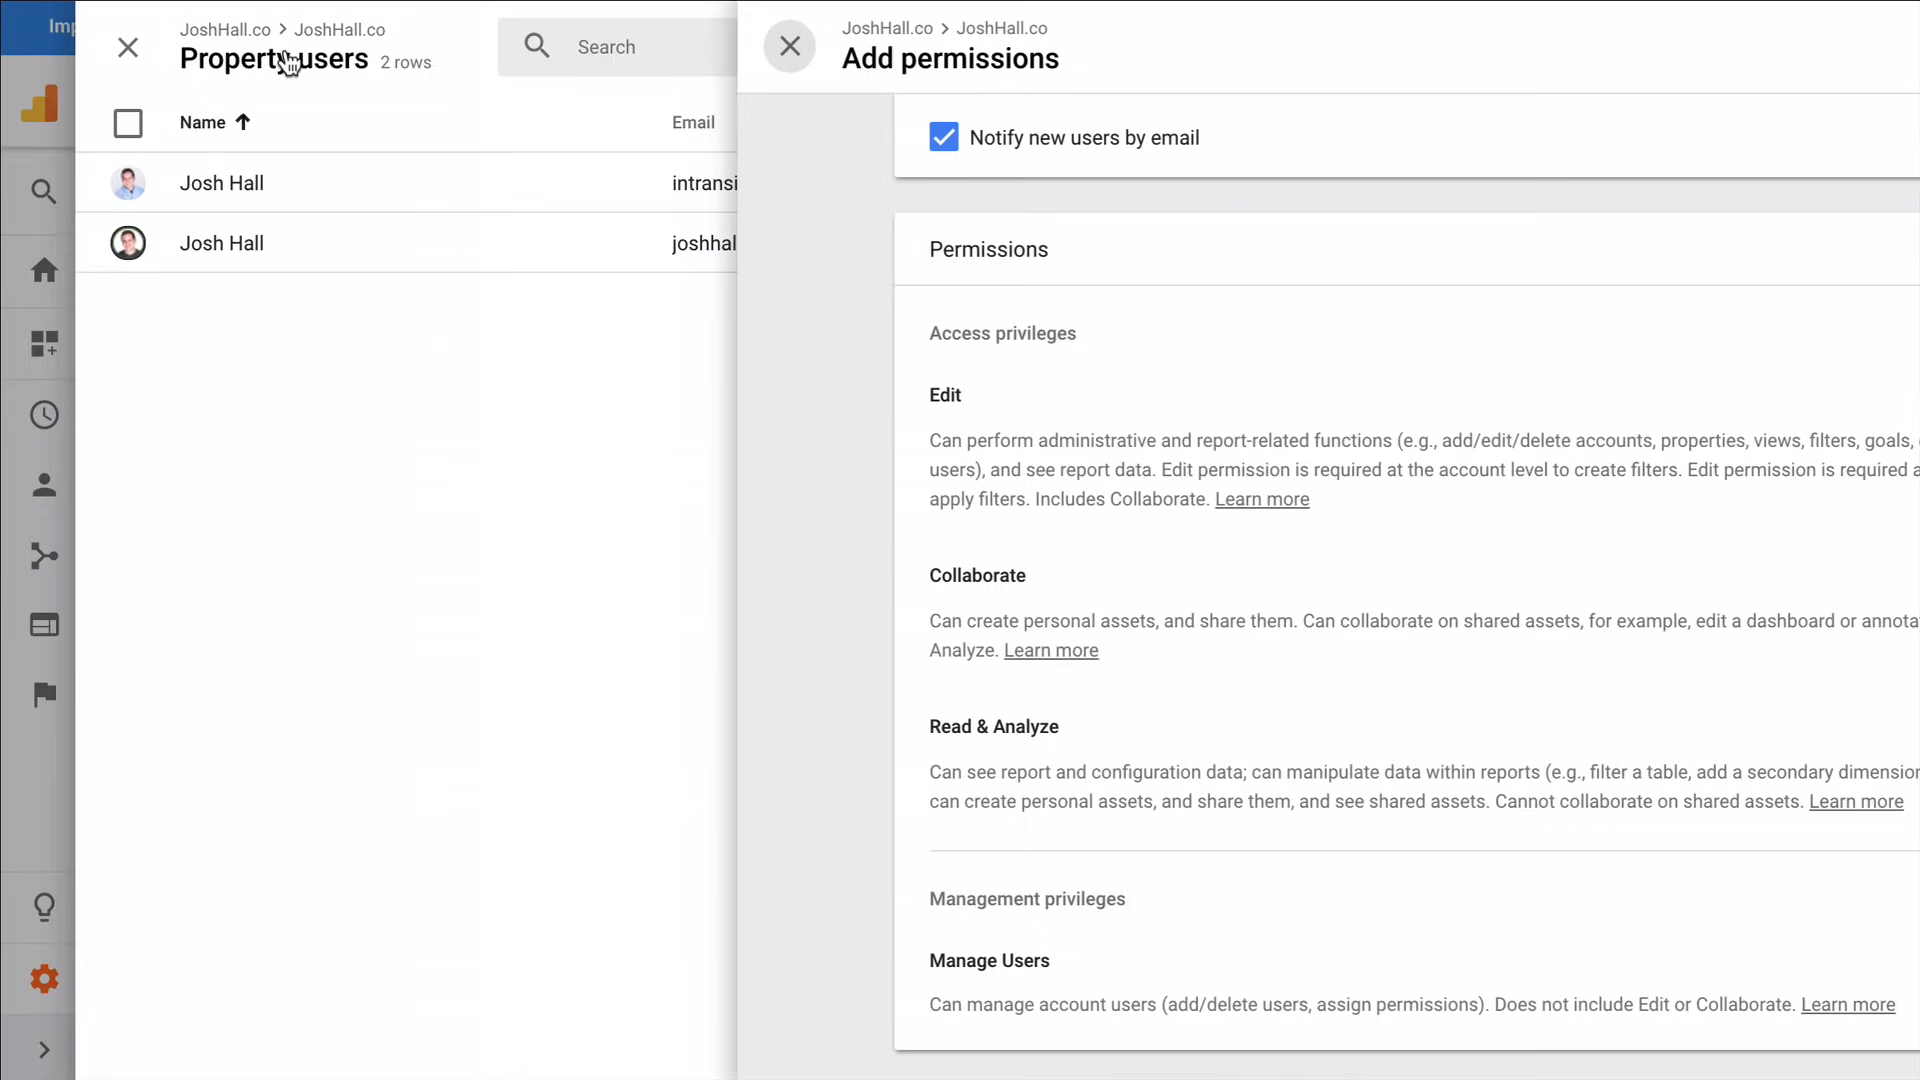 Imp
JoshHall.co > JoshHall.co
Property users 2 rows
Search
Name
Email
Josh Hall
intransi
Josh Hall
joshhal
JoshHall.co > JoshHall.co
Add permissions
Notify new users by email
Permissions
Access privileges
Edit
Can perform administrative and report-related functions (e.g., add/edit/delete accounts, properties, views, filters, goals,
users), and see report data. Edit permission is required at the account level to create filters. Edit permission is required a
apply filters. Includes Collaborate. Learn more
Collaborate
Can create personal assets, and share them. Can collaborate on shared assets, for example, edit a dashboard or annota
Analyze. Learn more
Read & Analyze
Can see report and configuration data; can manipulate data within reports (e.g., filter a table, add a secondary dimension
can create personal assets, and share them, and see shared assets. Cannot collaborate on shared assets. Learn more
Management privileges
Manage Users
Can manage account users (add/delete users, assign permissions). Does not include Edit or Collaborate. Learn more